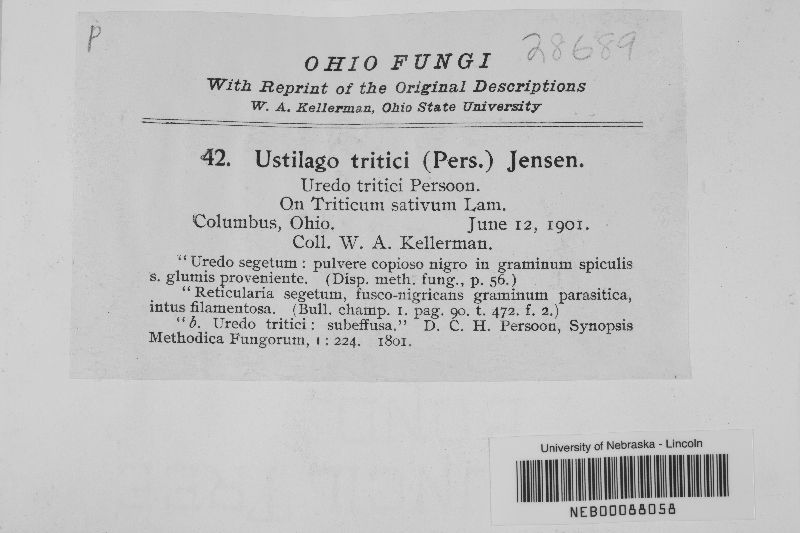 P
28689
OHIO FUNGI
With Reprint of the Original Descriptions
W. A. Kellerman, Ohio State University
42. Ustilago tritici (Pers.) Jensen.
Uredo tritici Persoon.
On Triticum sativum Lam.
Columbus, Ohio. June 12, 1901.
Coll. W. A. Kellerman.
"Uredo segetum : pulvere copioso nigro in graminum spiculis
s. glumis proveniente. (Disp. meth. fung., p. 56.)
"Reticularia segetum, fusco-nigricans graminum parasitica,
intus filamentosa. (Bull. champ. 1. pag. 90. t. 472. f. 2.)
"b. Uredo tritici : subeffusa." D. C. H. Persoon, Synopsis
Methodica Fungorum, 1 : 224. 1801.
University of Nebraska - Lincoln
NEB00088058